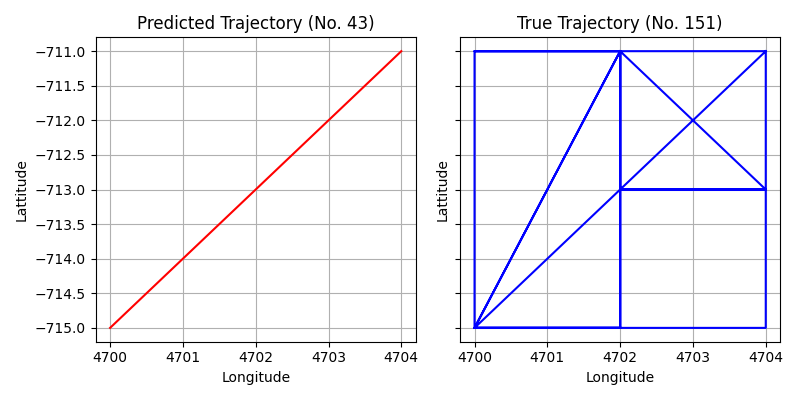 Predicted Trajectory (No. 43)
True Trajectory (No. 151)
−711.0
−711.5
−712.0
−712.5
−713.0
−713.5
−714.0
−714.5
−715.0
Lattitude
Lattitude
4700 4701 4702 4703 4704
4700 4701 4702 4703 4704
Longitude
Longitude